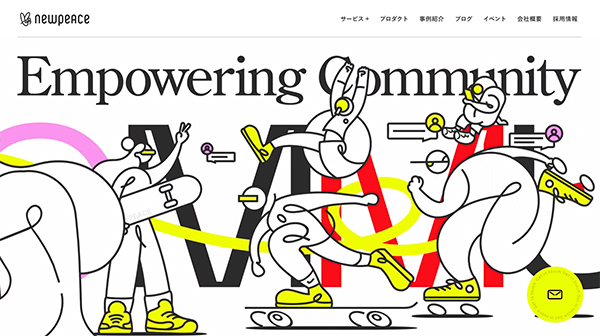 newpeace
サービス +
プロダクト
事例紹介
ブログ
イベント
会社概要
採用情報
Empowering Community